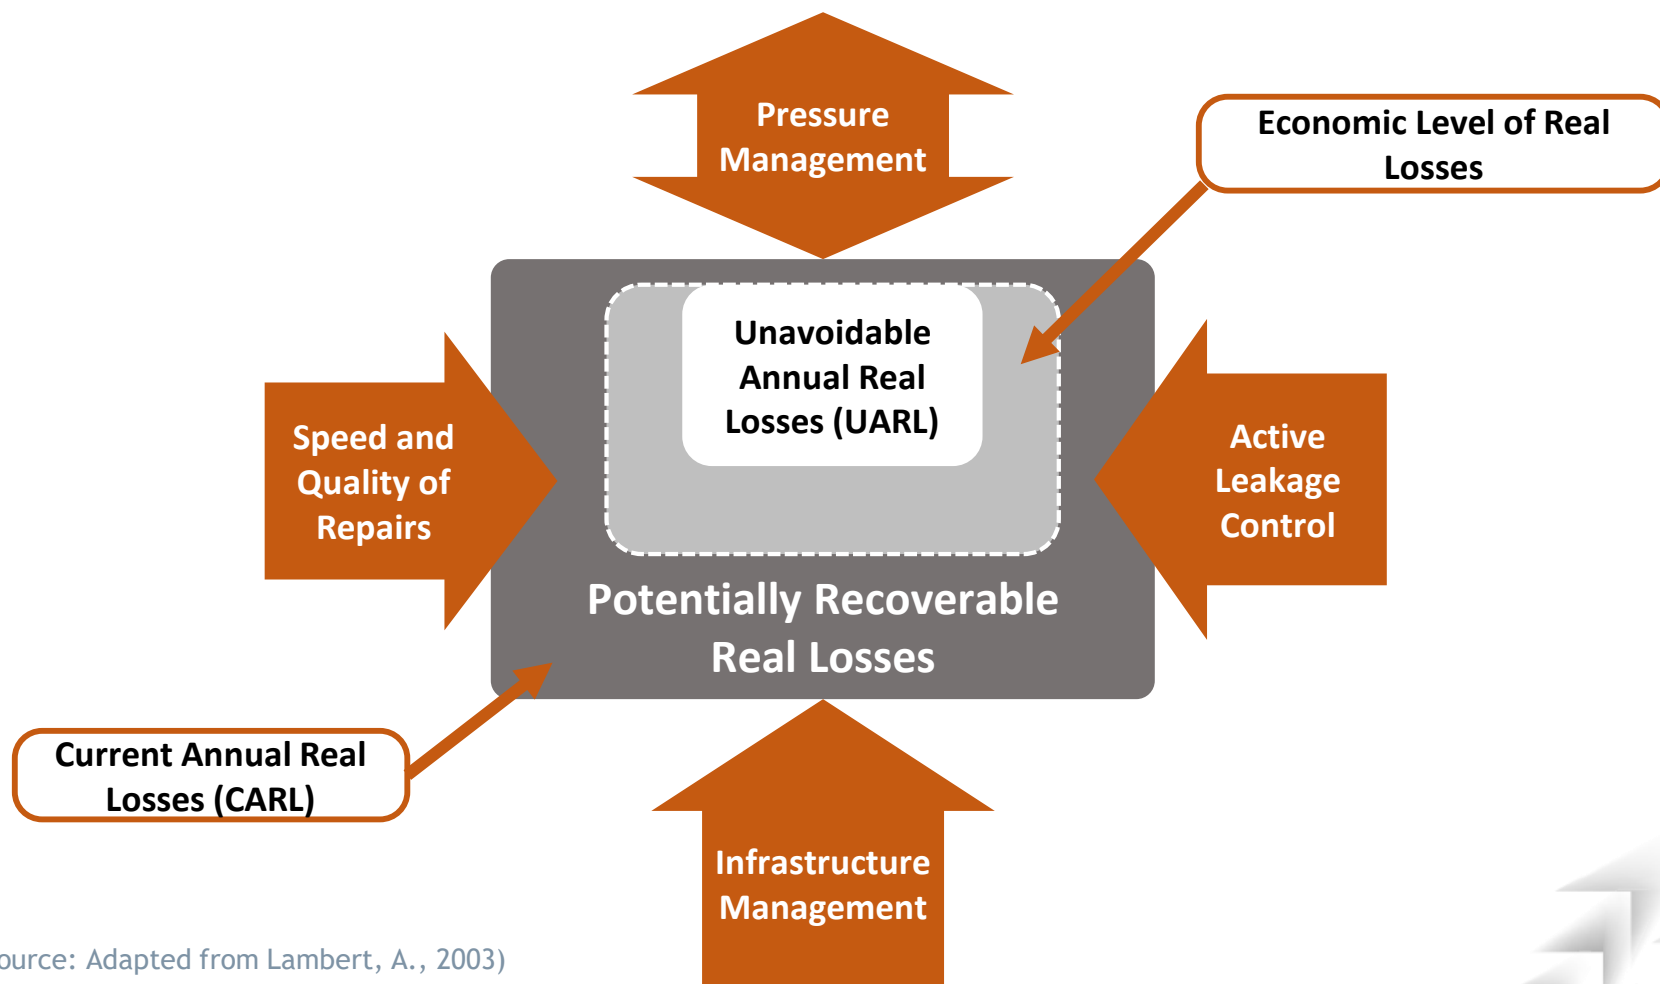 Pressure
Management
Economic Level of Real
Losses
Unavoidable
Annual Real
Losses (UARL)
Speed and
Quality of
Repairs
Active
Leakage
Control
Potentially Recoverable
Real Losses
Current Annual Real
Losses (CARL)
Infrastructure
Management
ource: Adapted from Lambert, A., 2003)